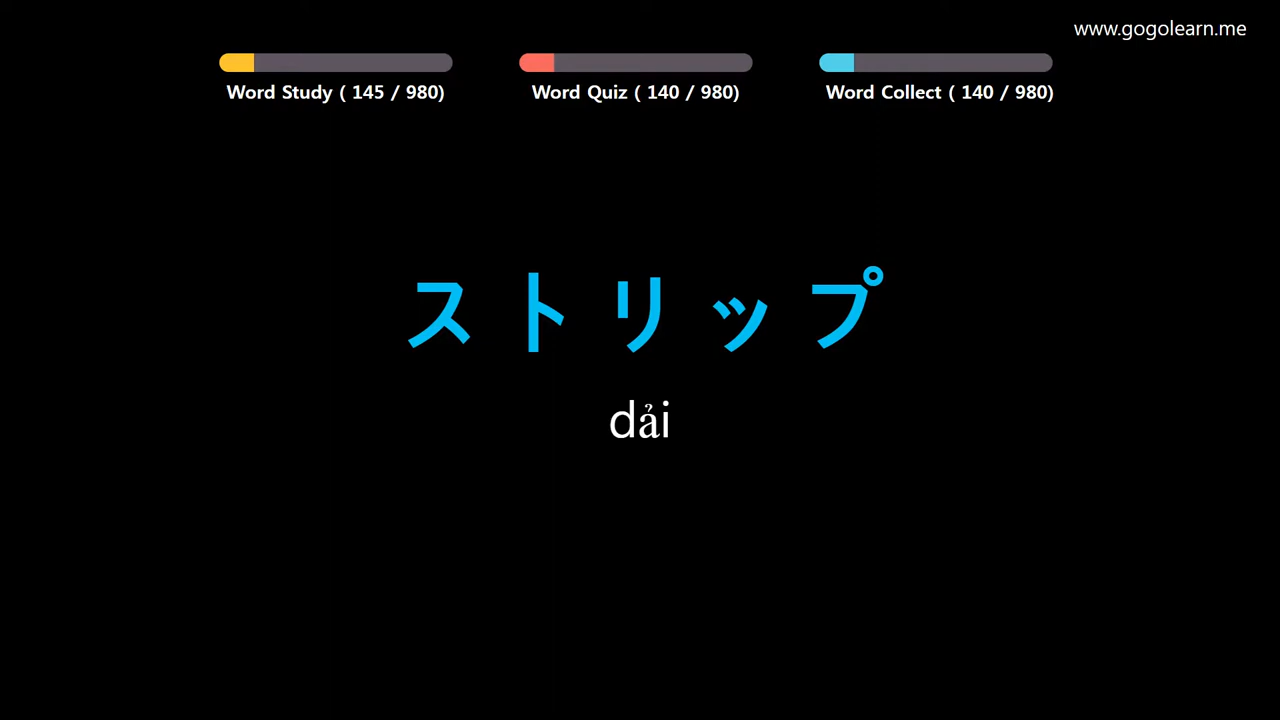 www.gogolearn.me
Word Study ( 145 / 980)
Word Quiz ( 140 / 980)
Word Collect ( 140 / 980)
ストリップ
dải